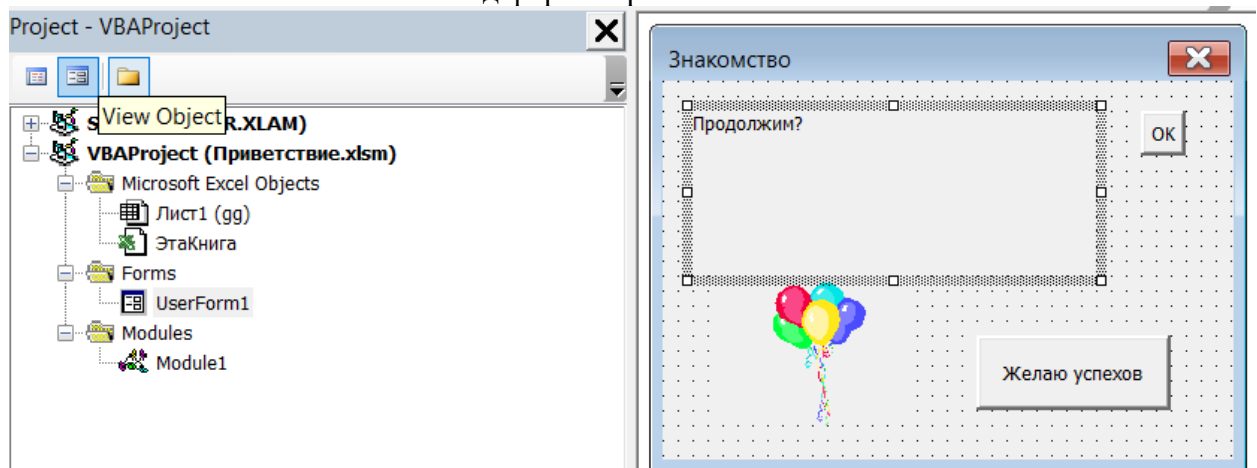 Project - VBAProject
View Object
R.XLAM)
VBAProject (Приветствие.xlsm)
Microsoft Excel Objects
Лист1 (gg)
ЭтаКнига
Forms
UserForm1
Modules
Module1
Знакомство
Продолжим?
ОК
Желаю успехов